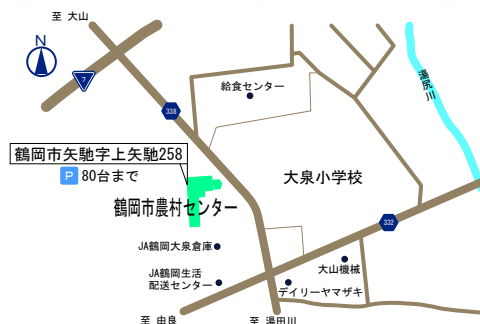 至 大山
N
7
給食センター
湯尻川
338
鶴岡市矢馳字上矢馳258
P 80台まで
大泉小学校
鶴岡市農村センター
332
JA鶴岡大泉倉庫
大山機械
JA鶴岡生活
配送センター
デイリーヤマザキ
至 由良
至 湯田川